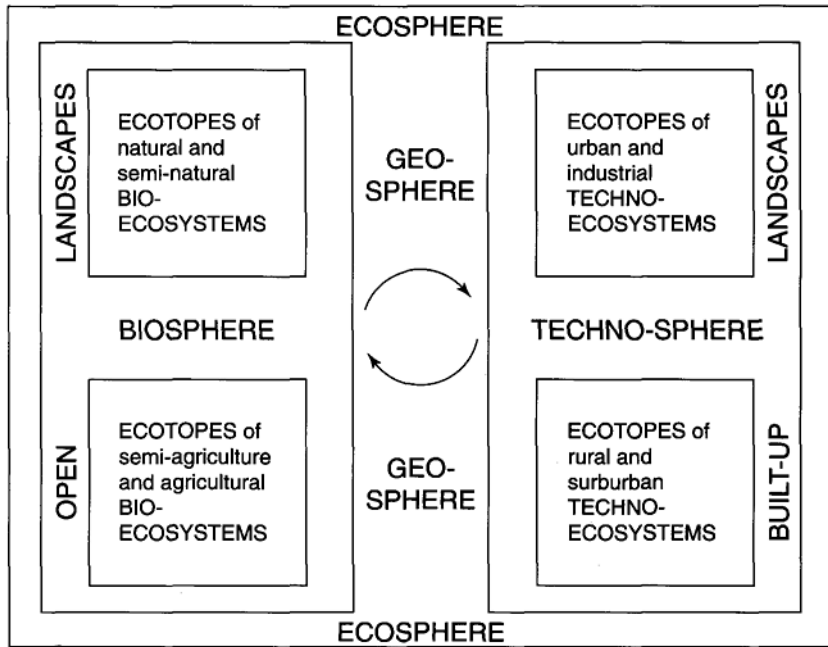 ECOSPHERE
LANDSCAPES
ECOTOPES of
natural and
semi-natural
BIO-
ECOSYSTEMS
GEO-
SPHERE
ECOTOPES of
urban and
industrial
TECHNO-
ECOSYSTEMS
LANDSCAPES
BIOSPHERE
TECHNO-SPHERE
OPEN
ECOTOPES of
semi-agriculture
and agricultural
BIO-
ECOSYSTEMS
GEO-
SPHERE
ECOTOPES of
rural and
surburban
TECHNO-
ECOSYSTEMS
BUILT-UP
ECOSPHERE